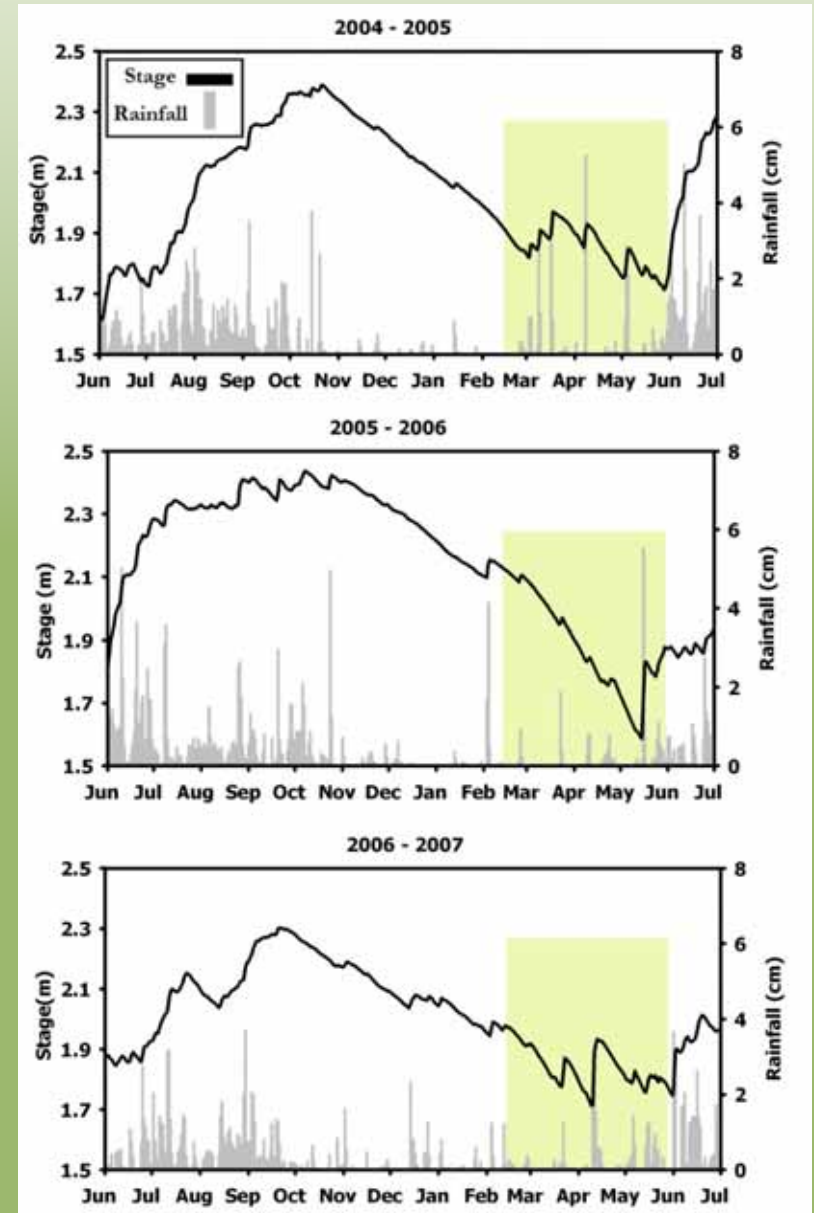 2004 - 2005
2.5
2.3
2.1
1.9
1.7
1.5
Stage(m)
Stage
Rainfall
8
6
4
2
0
Rainfall (cm)
Jun Jul Aug Sep Oct Nov Dec Jan Feb Mar Apr May Jun Jul
2005 - 2006
2.5
2.3
2.1
1.9
1.7
1.5
Stage (m)
8
6
4
2
0
Rainfall (cm)
Jun Jul Aug Sep Oct Nov Dec Jan Feb Mar Apr May Jun Jul
2006 - 2007
2.5
2.3
2.1
1.9
1.7
1.5
Stage(m)
8
6
4
2
0
Rainfall (cm)
Jun Jul Aug Sep Oct Nov Dec Jan Feb Mar Apr May Jun Jul